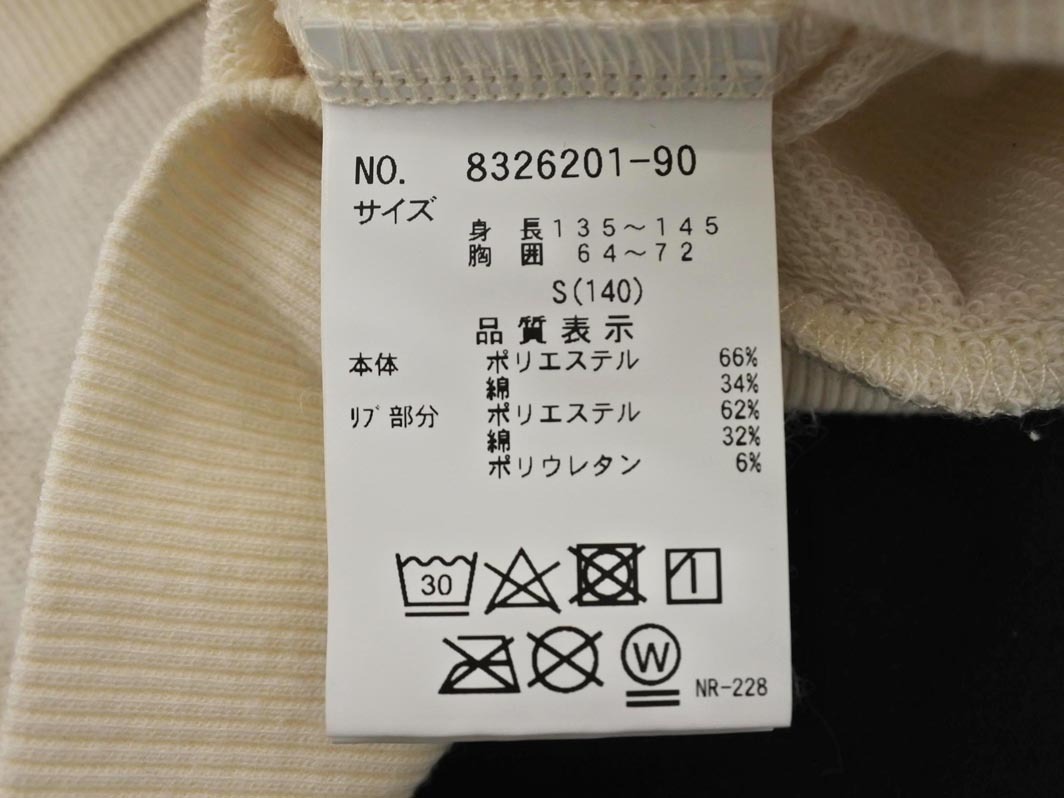 NO. 8326201-90
サイズ
身 長 135～145
胸 囲 64～72
S(140)
品質表示
本体 ポリエステル 66%
綿 34%
ﾘﾌﾞ部分 ポリエステル 62%
綿 32%
ポリウレタン 6%
30
W
NR-228